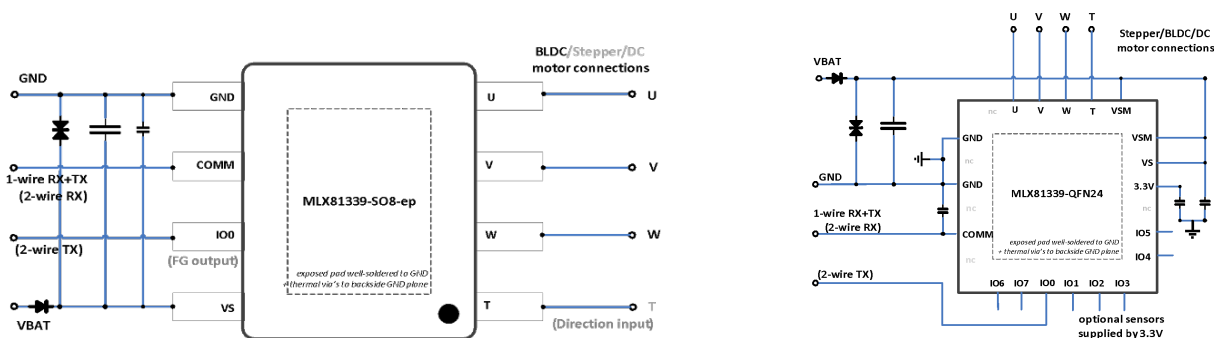 GND
GND
COMM
1-wire RX+TX
(2-wire RX)
IO0
(2-wire TX)
(FG output)
VS
VBAT
MLX81339-SO8-ep
exposed pad well-soldered to GND
+ thermal via's to backside GND plane
BLDC/Stepper/DC
motor connections
U
U
V
V
W
W
T
T
(Direction input)
U V W T
Stepper/BLDC/DC
motor connections
VBAT
nc U V W T VSM
GND
VSM
nc
VS
GND
GND
3.3V
nc
nc
1-wire RX+TX
(2-wire RX)
COMM
IO5
nc
IO4
MLX81339-QFN24
exposed pad well-soldered to GND
+ thermal via's to backside GND plane
(2-wire TX)
IO6 IO7 IO0 IO1 IO2 IO3
optional sensors
supplied by 3.3V